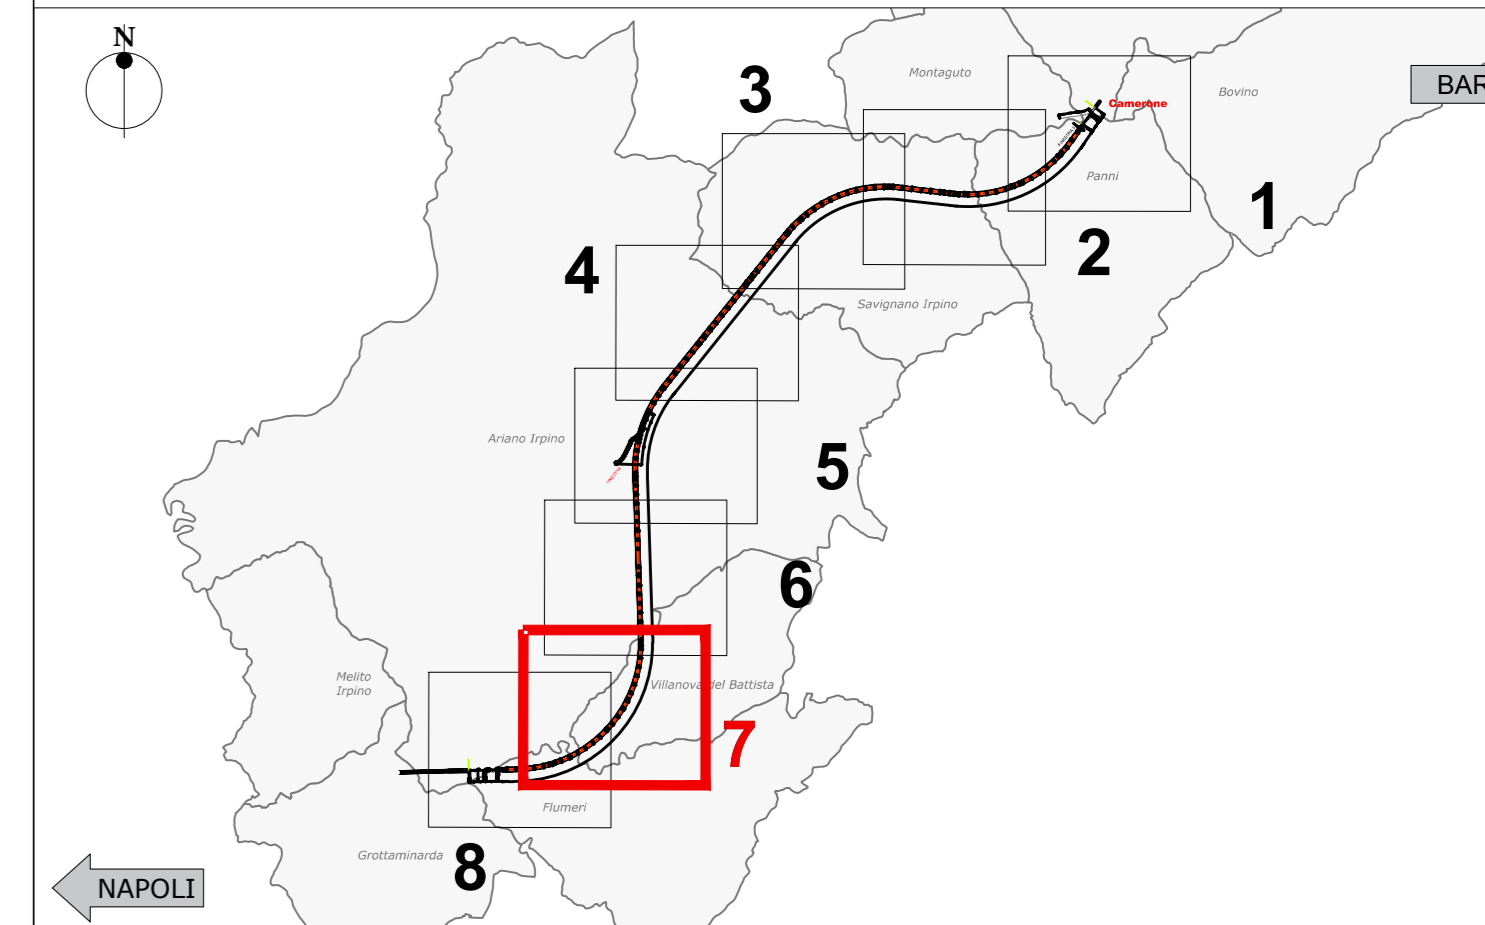 N
3
Montaguto
Bovino
BAR
Camerone
Panni
1
2
4
Savignano Irpino
Ariano Irpino
5
6
Melito
Irpino
Villanova del Battista
7
Flumeri
Grottaminarda
8
NAPOLI